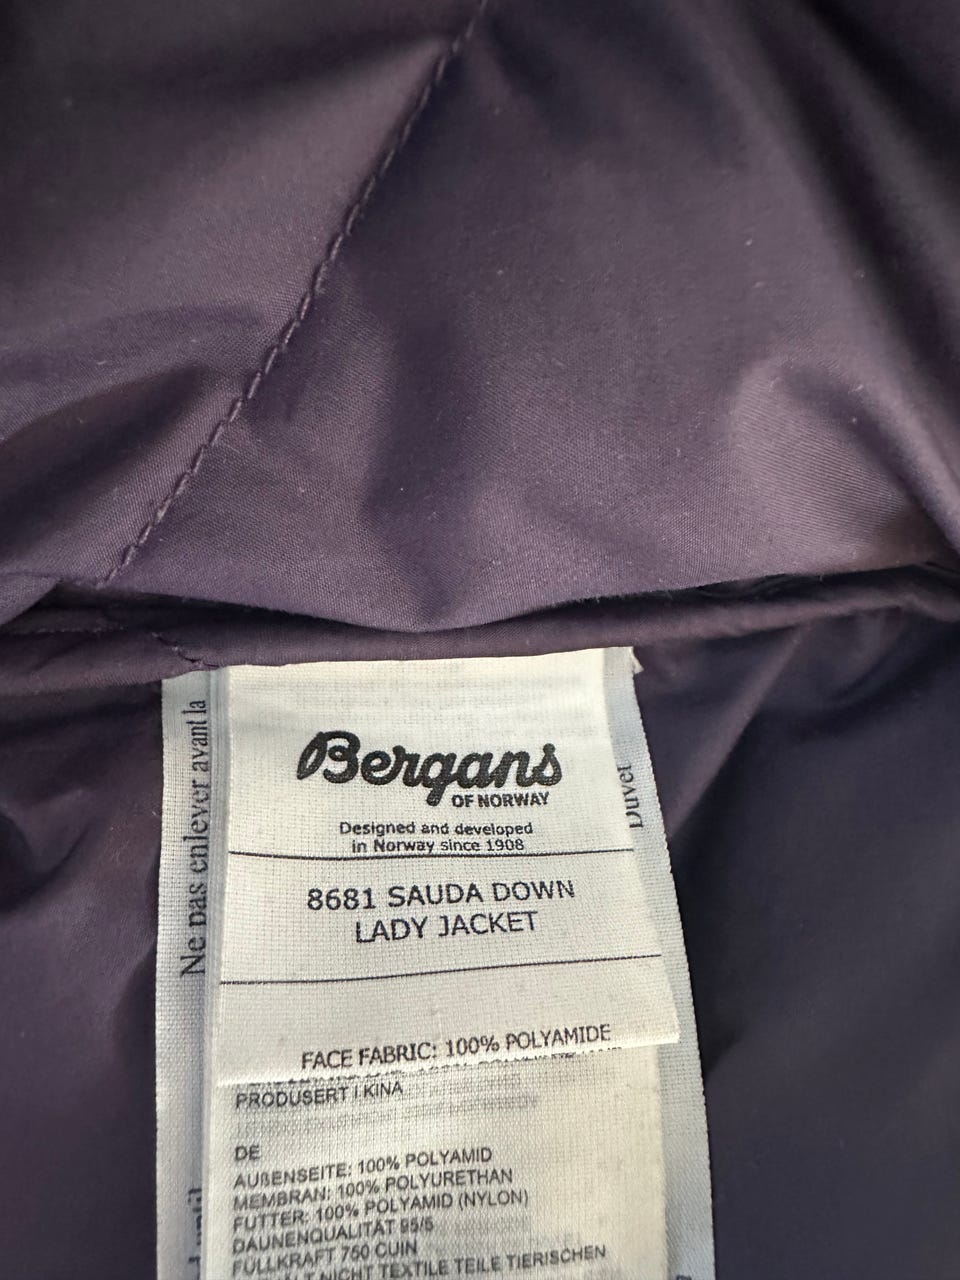 Bergans
OF NORWAY
Designed and developed
in Norway since 1908
8681 SAUDA DOWN
LADY JACKET
FACE FABRIC: 100% POLYAMIDE
PRODUSERT I KINA
DE
AUßENSEITE: 100% POLYAMID
MEMBRAN: 100% POLYURETHAN
FUTTER: 100% POLYAMID (NYLON)
DAUNENQUALITÄT 95/5
FÜLLKRAFT 750 CUIN
NICHT TEXTILE TEILE TIERISCHEN
Ne pas enlever avant la
Duvet